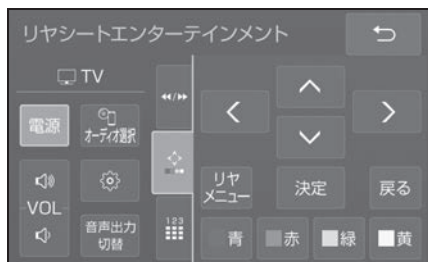 リヤシートエンターテインメント
TV
電源
オーディオ選択
VOL
音声出力
切替
123
リヤ
メニュー
決定
戻る
青
赤
緑
黄